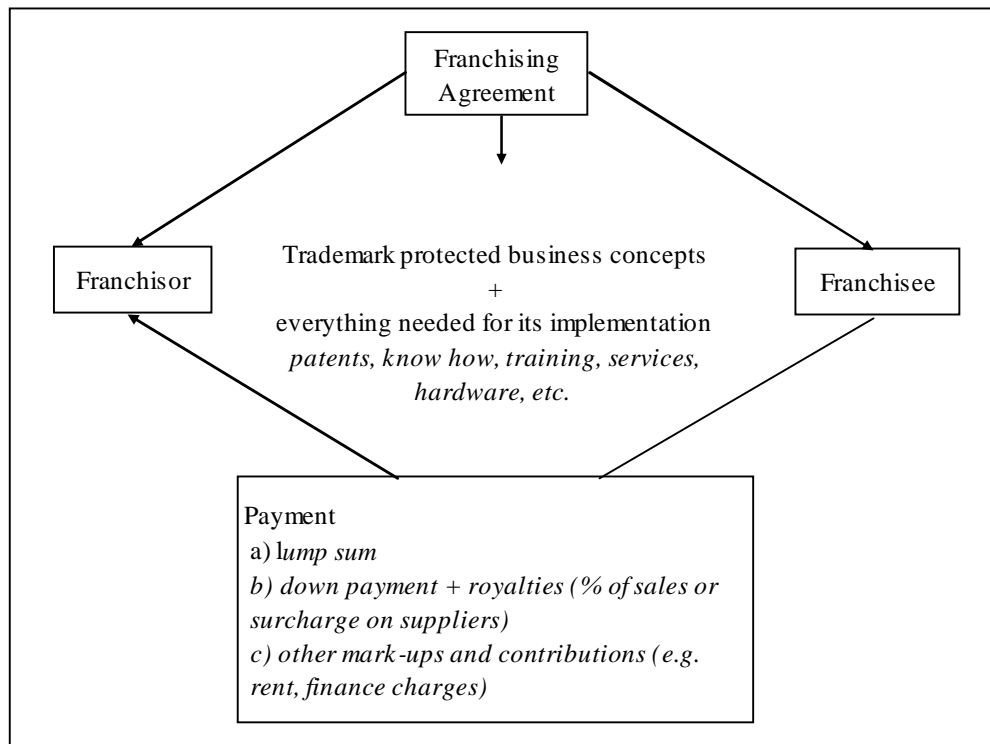 Franchising
Agreement
Franchisor
Trademark protected business concepts
+
everything needed for its implementation
patents, know how, training, services,
hardware, etc.
Franchisee
Payment
a) lump sum
b) down payment + royalties (% of sales or
surcharge on suppliers)
c) other mark-ups and contributions (e.g.
rent, finance charges)